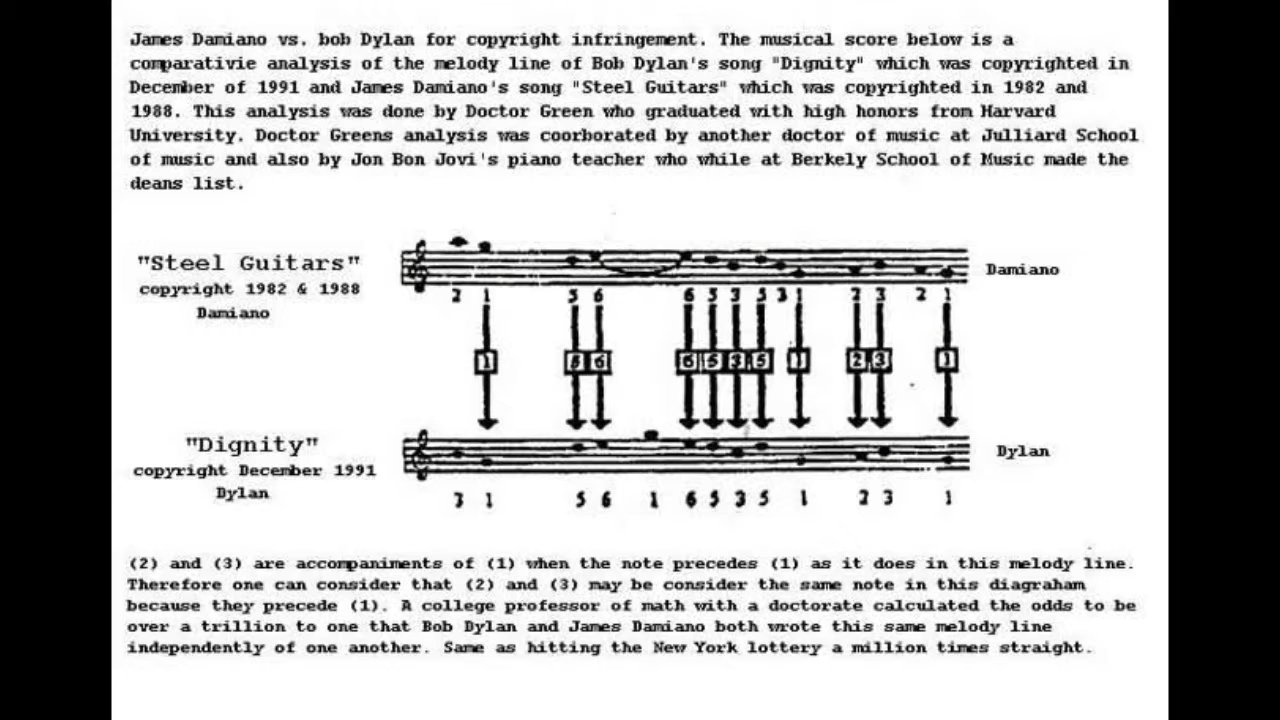 James Damiano vs. bob Dylan for copyright infringement. The musical score below is a
comparativie analysis of the melody line of Bob Dylan's song "Dignity" which was copyrighted in
December of 1991 and James Damiano's song "Steel Guitars" which was copyrighted in 1982 and
1988. This analysis was done by Doctor Green who graduated with high honors from Harvard
University. Doctor Greens analysis was coorborated by another doctor of music at Julliard School
of music and also by Jon Bon Jovi's piano teacher who while at Berkely School of Music made the
deans list.
"Steel Guitars"
copyright 1982 & 1988
Damiano
Damiano
2 1 5 6 6 5 3 5 3 1 2 3 2 1
1 5 6 6 5 3 5 1 2 3 1
"Dignity"
copyright December 1991
Dylan
Dylan
3 1 5 6 1 6 5 3 5 1 2 3 1
(2) and (3) are accompaniments of (1) when the note precedes (1) as it does in this melody line.
Therefore one can consider that (2) and (3) may be consider the same note in this diagraham
because they precede (1). A college professor of math with a doctorate calculated the odds to be
over a trillion to one that Bob Dylan and James Damiano both wrote this same melody line
independently of one another. Same as hitting the New York lottery a million times straight.